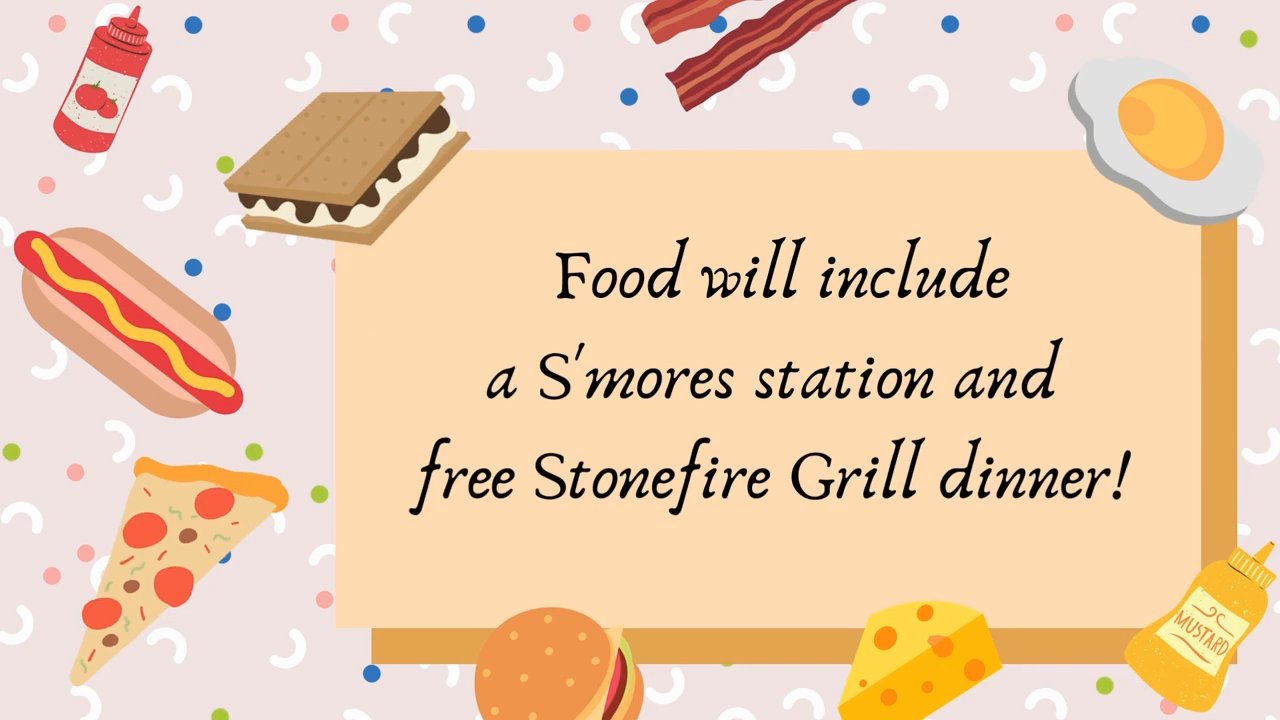 Food will include
a S'mores station and
free Stonefire Grill dinner!
MUSTARD